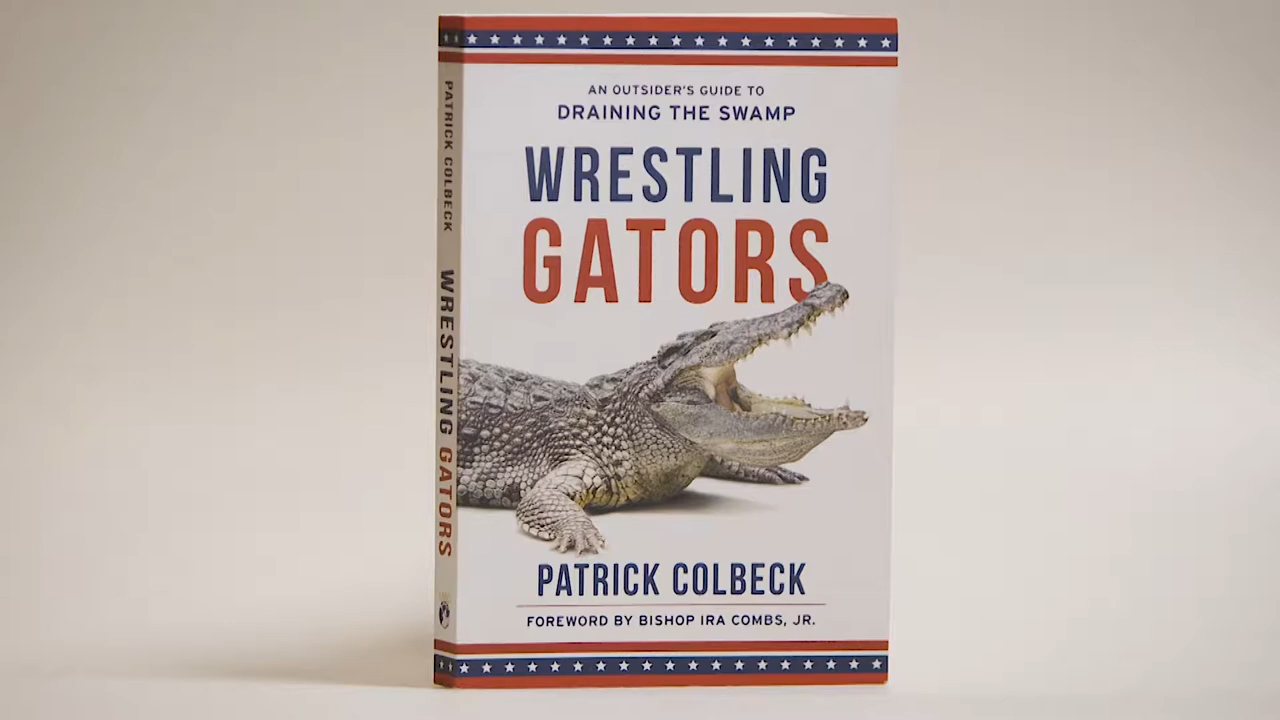 AN OUTSIDER'S GUIDE TO
DRAINING THE SWAMP
WRESTLING
GATORS
PATRICK COLBECK
FOREWORD BY BISHOP IRA COMBS, JR.
PATRICK COLBECK WRESTLING GATORS